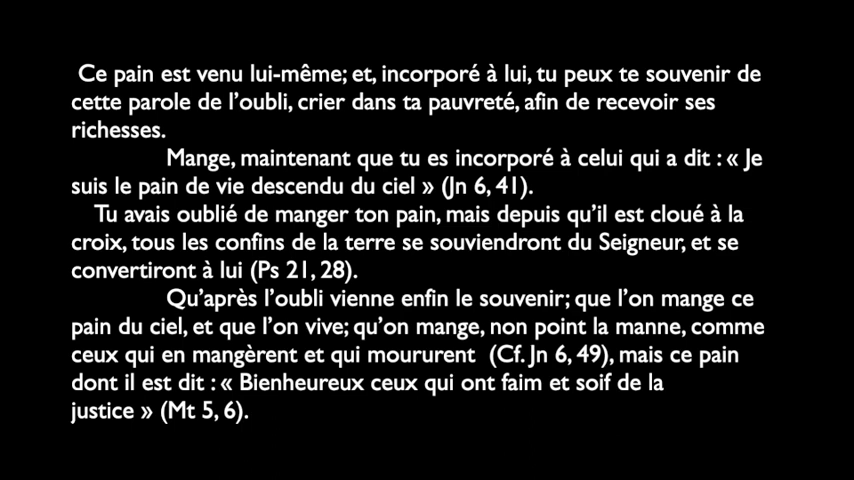 Ce pain est venu lui-même; et, incorporé à lui, tu peux te souvenir de
cette parole de l'oubli, crier dans ta pauvreté, afin de recevoir ses
richesses.
Mange, maintenant que tu es incorporé à celui qui a dit : « Je
suis le pain de vie descendu du ciel » (Jn 6, 41).
Tu avais oublié de manger ton pain, mais depuis qu'il est cloué à la
croix, tous les confins de la terre se souviendront du Seigneur, et se
convertiront à lui (Ps 21, 28).
Qu'après l'oubli vienne enfin le souvenir; que l'on mange ce
pain du ciel, et que l'on vive; qu'on mange, non point la manne, comme
ceux qui en mangèrent et qui moururent (Cf. Jn 6, 49), mais ce pain
dont il est dit : « Bienheureux ceux qui ont faim et soif de la
justice » (Mt 5, 6).